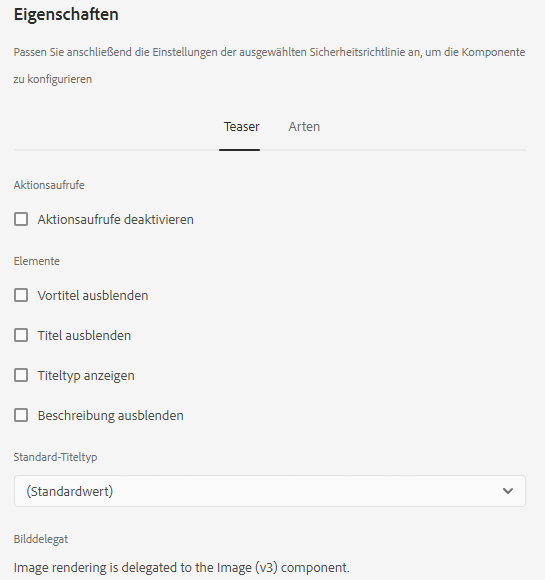 Eigenschaften
Passen Sie anschließend die Einstellungen der ausgewählten Sicherheitsrichtlinie an, um die Komponente
zu konfigurieren
Teaser Arten
Aktionsaufrufe
Aktionsaufrufe deaktivieren
Elemente
Vortitel ausblenden
Titel ausblenden
Titeltyp anzeigen
Beschreibung ausblenden
Standard-Titeltyp
(Standardwert)
Bilddelegat
Image rendering is delegated to the Image (v3) component.